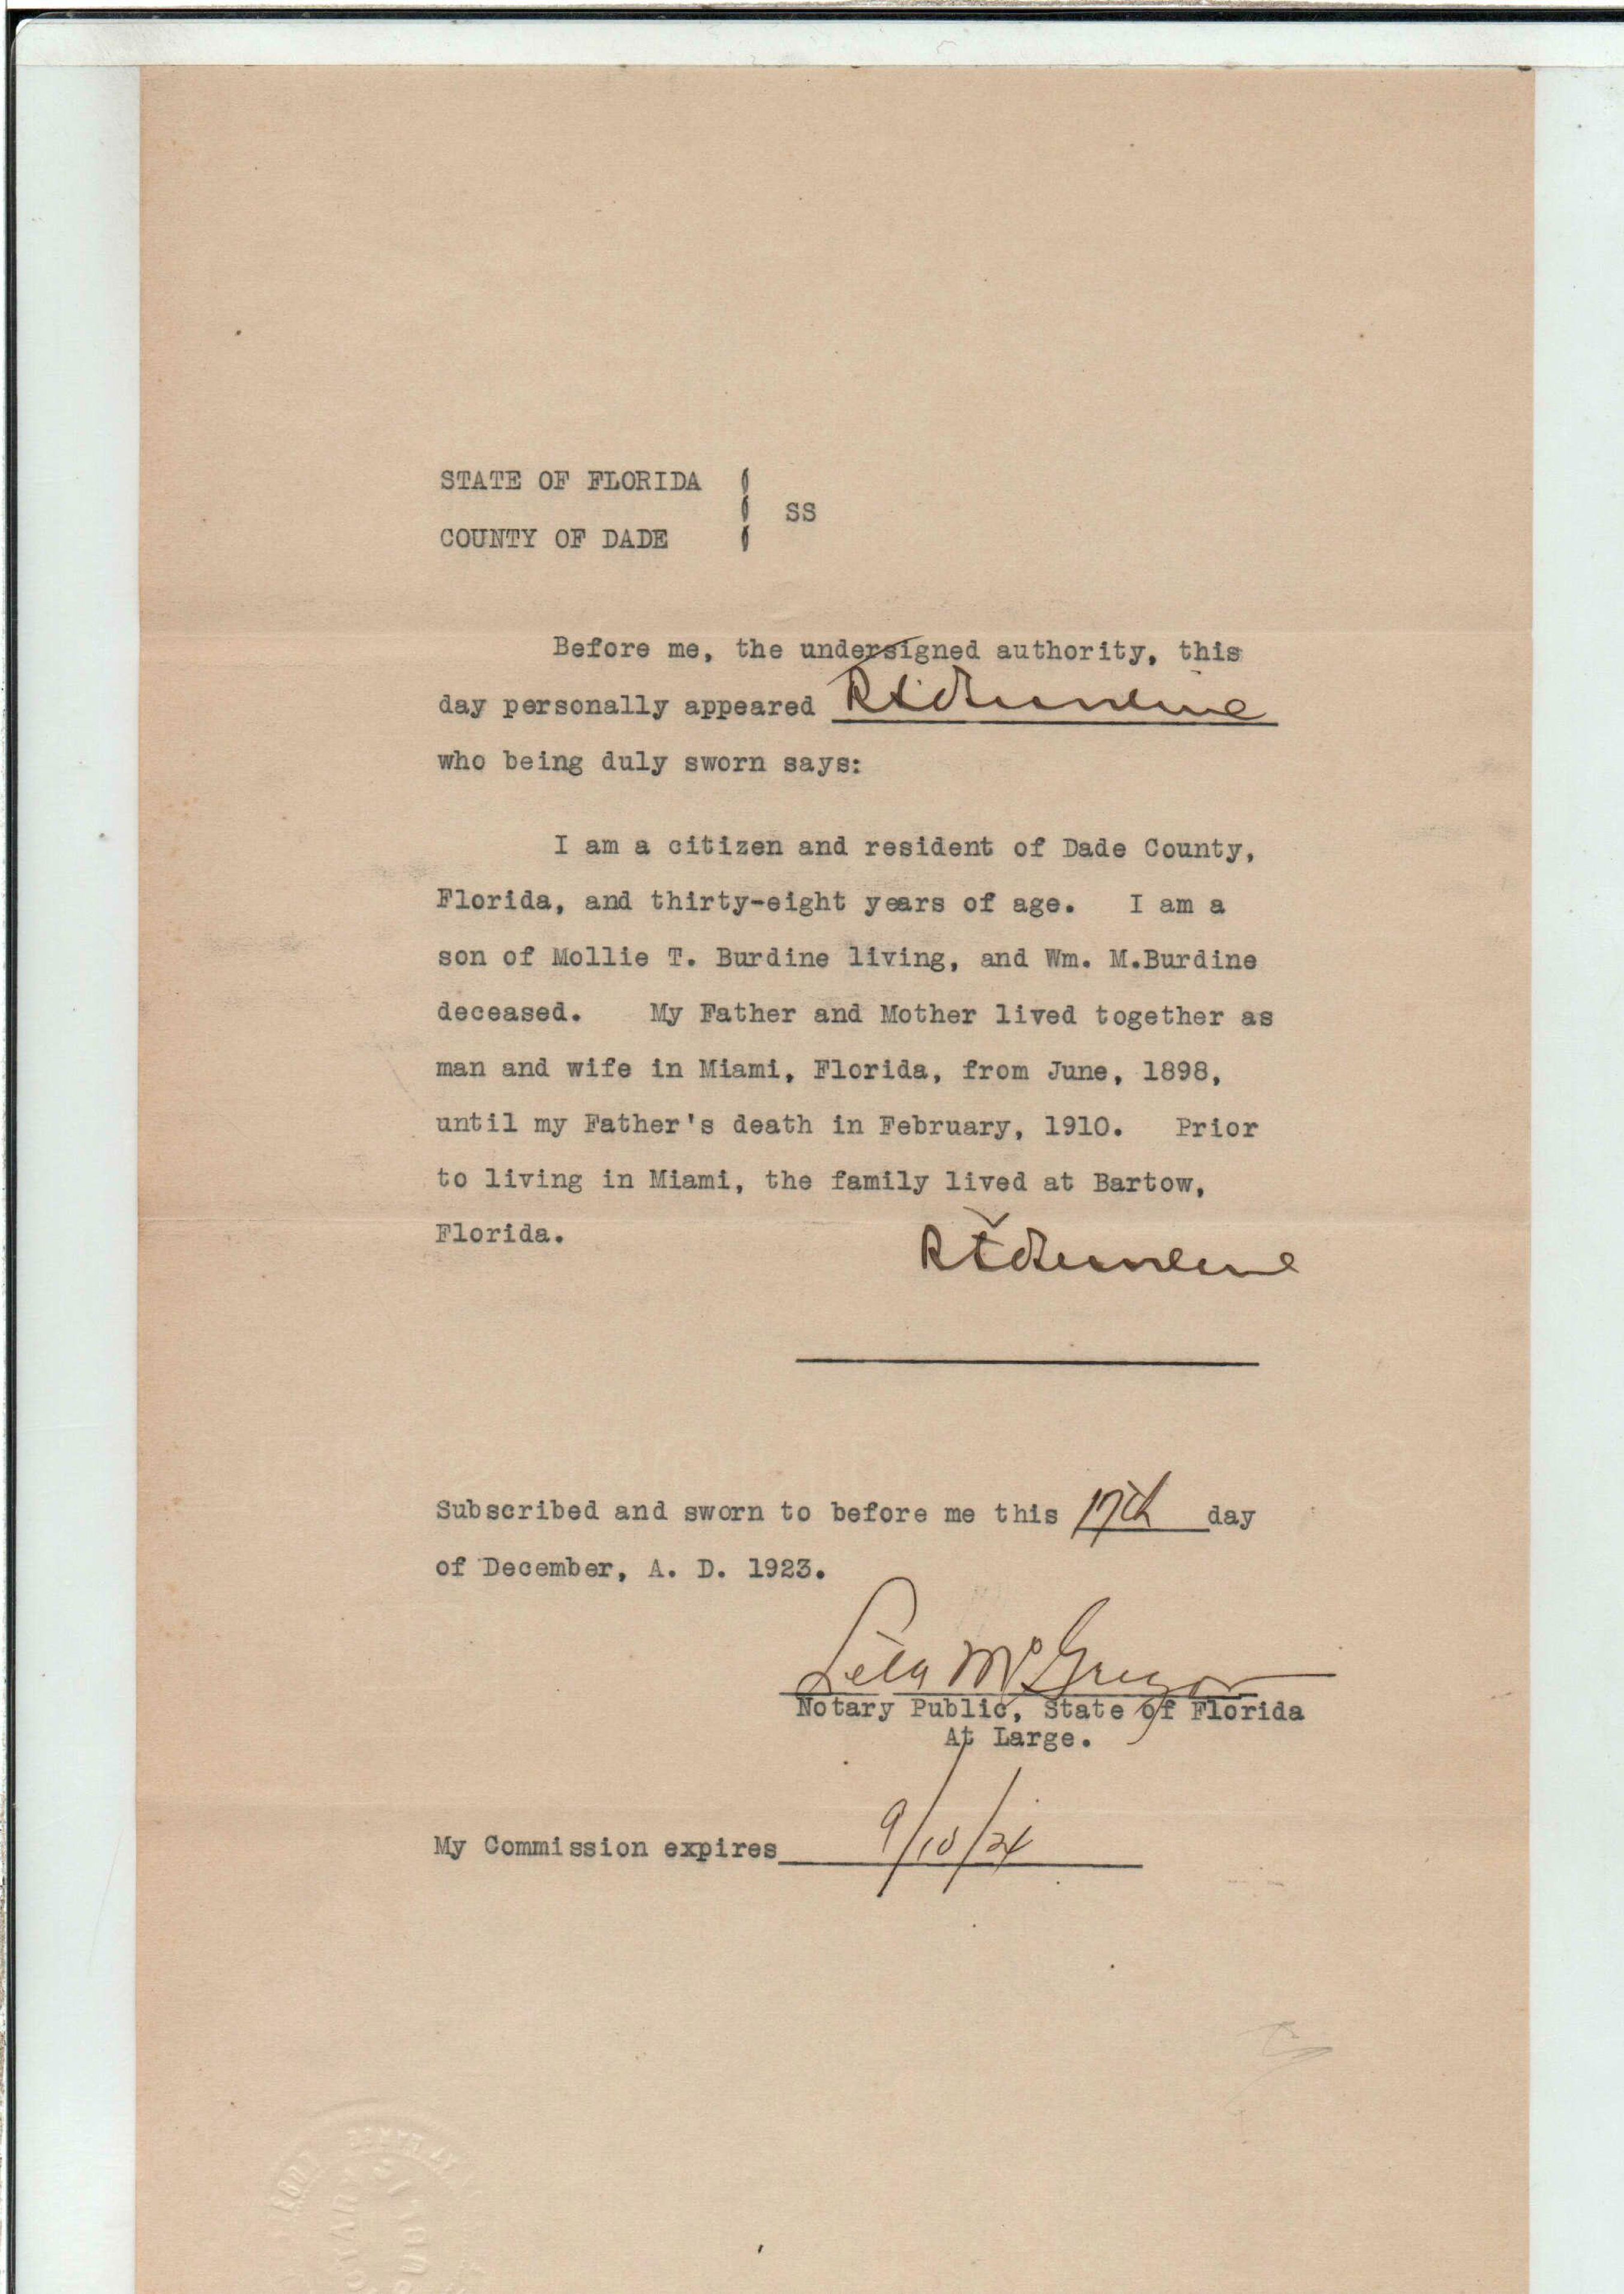 STATE OF FLORIDA
SS
COUNTY OF DADE
Before me, the undersigned authority, this
day personally appeared R F Burdine
who being duly sworn says:
I am a citizen and resident of Dade County,
Florida, and thirty-eight years of age. I am a
son of Mollie T. Burdine living, and Wm. M.Burdine
deceased. My Father and Mother lived together as
man and wife in Miami, Florida, from June, 1898,
until my Father's death in February, 1910. Prior
to living in Miami, the family lived at Bartow,
Florida.
R F Burdine
Subscribed and sworn to before me this 17th day
of December, A. D. 1923.
Lela McGregor
Notary Public, State of Florida
At Large.
My Commission expires 9/10/24